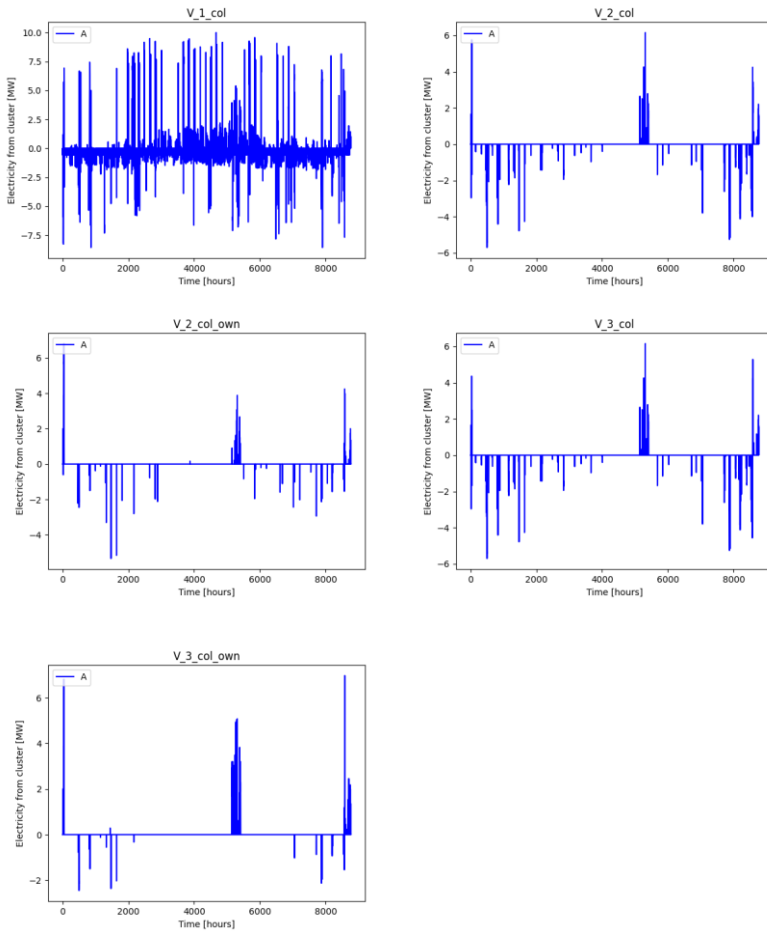 V_1_col
A
Electricity from cluster [MW]
10.0
7.5
5.0
2.5
0.0
−2.5
−5.0
−7.5
0 2000 4000 6000 8000
Time [hours]
V_2_col
A
Electricity from cluster [MW]
6
4
2
0
−2
−4
−6
0 2000 4000 6000 8000
Time [hours]
V_2_col_own
A
Electricity from cluster [MW]
6
4
2
0
−2
−4
0 2000 4000 6000 8000
Time [hours]
V_3_col
A
Electricity from cluster [MW]
6
4
2
0
−2
−4
−6
0 2000 4000 6000 8000
Time [hours]
V_3_col_own
A
Electricity from cluster [MW]
6
4
2
0
−2
0 2000 4000 6000 8000
Time [hours]